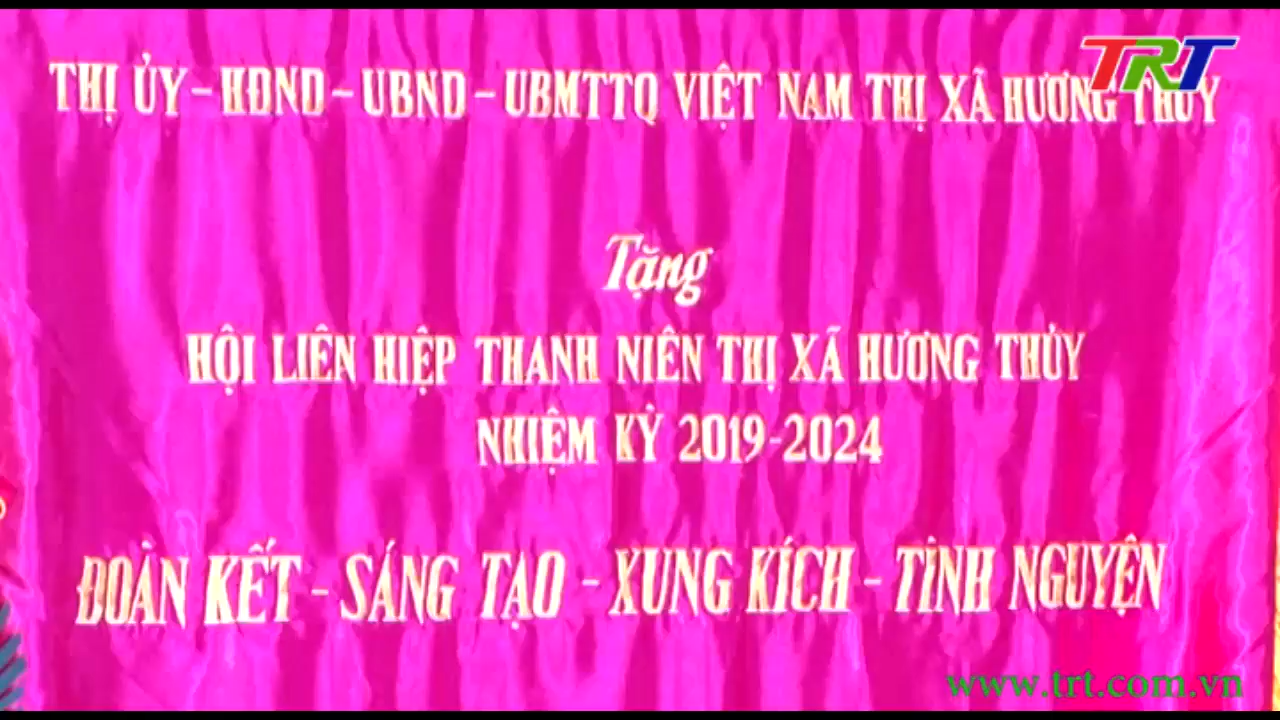 TRT
THỊ ỦY - HĐND - UBND - UBMTTQ VIỆT NAM THỊ XÃ HƯƠNG THỦY
Tặng
HỘI LIÊN HIỆP THANH NIÊN THỊ XÃ HƯƠNG THỦY
NHIỆM KỲ 2019-2024
ĐOÀN KẾT - SÁNG TẠO - XUNG KÍCH - TÌNH NGUYỆN
www.trt.com.vn